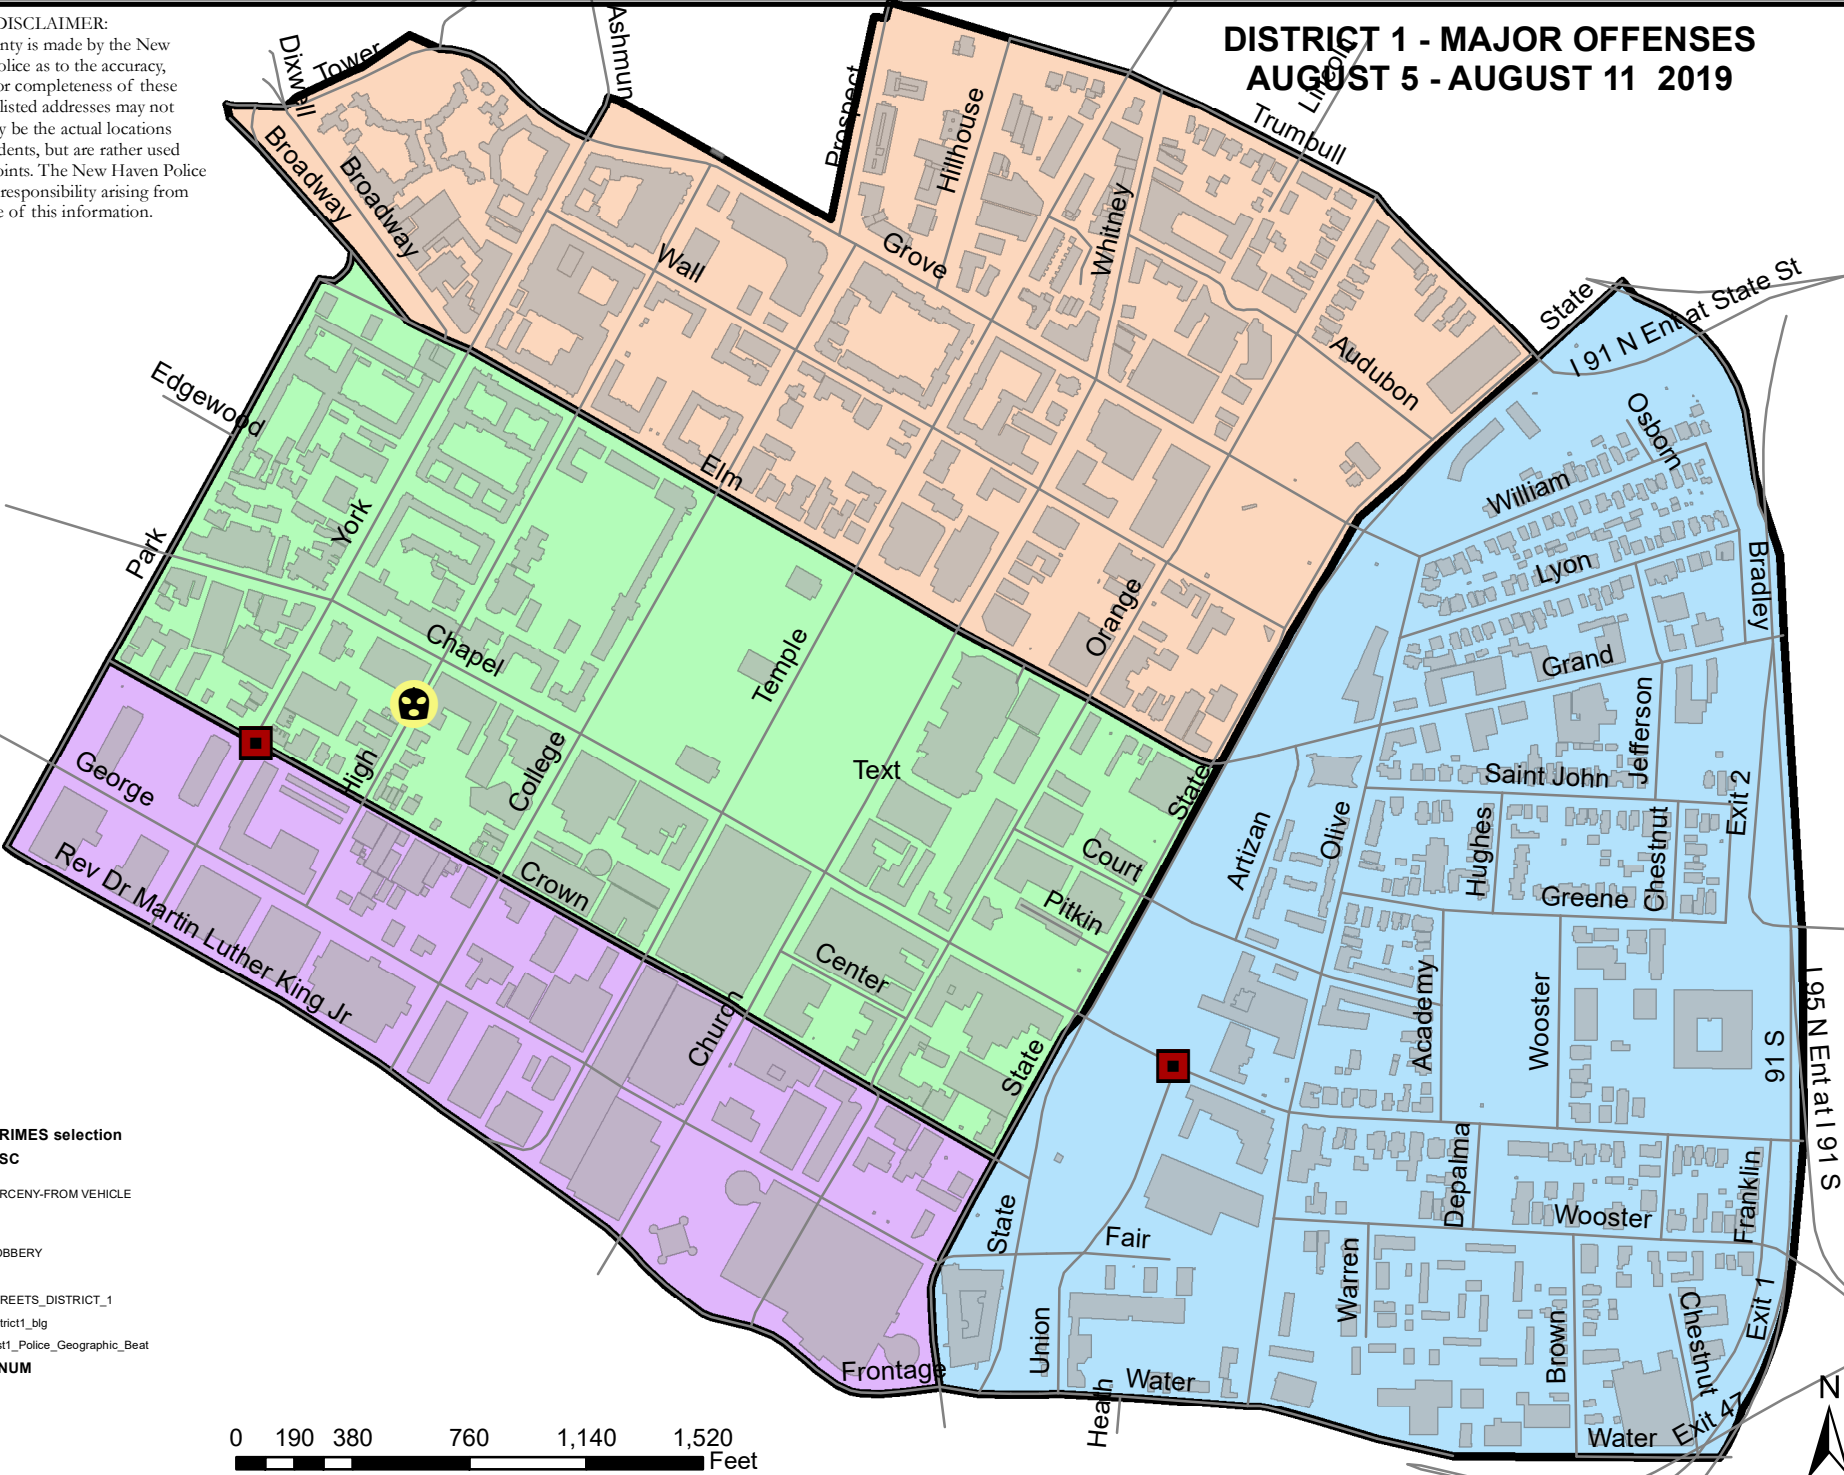 DISTRICT 1 - MAJOR OFFENSES
AUGUST 5 - AUGUST 11 2019
DISCLAIMER:
nty is made by the New
olice as to the accuracy,
or completeness of these
listed addresses may not
y be the actual locations
dents, but are rather used
oints. The New Haven Police
responsibility arising from
e of this information.
Dixwell
Tower
Ashmun
Prospect
Hillhouse
Lincoln
Trumbull
Broadway
Broadway
Wall
Grove
Whitney
Audubon
State
I 91 N Ent at State St
Edgewood
Osborn
Elm
William
York
Park
Lyon
Bradley
Orange
Chapel
Temple
Grand
Jefferson
Saint John
High
College
Text
State
George
Exit 2
Artizan
Olive
Hughes
Chestnut
Court
Greene
Crown
Pitkin
Rev Dr Martin Luther King Jr
Center
Church
State
Academy
Wooster
91 S
I 95 N Ent at I 91 S
Depalma
Franklin
State
Fair
Wooster
Warren
Union
Brown
Chestnut
Exit 1
Frontage
Heath
Water
Water
Exit 47
RIMES selection
SC
RCENY-FROM VEHICLE
OBBERY
REETS_DISTRICT_1
trict1_blg
st1_Police_Geographic_Beat
NUM
0 190 380 760 1,140 1,520
Feet
N